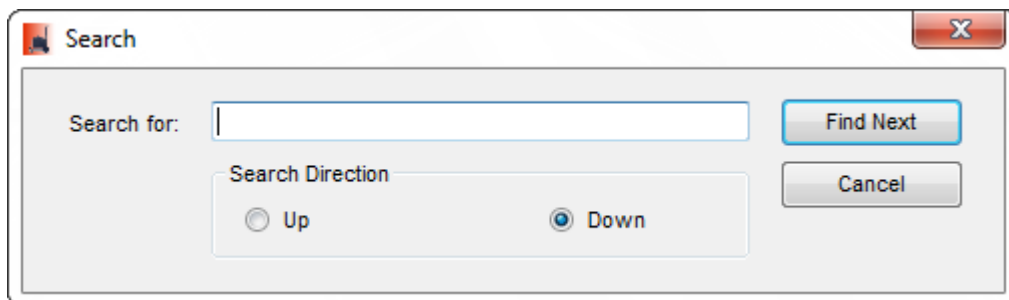 Search
Search for:
Find Next
Search Direction
Cancel
Up
Down